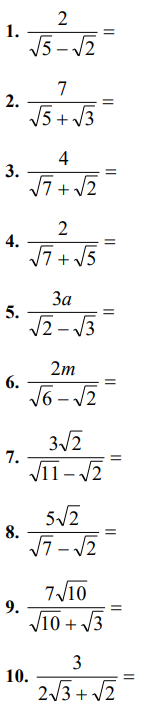 1. 2/(√5 − √2) =
2. 7/(√5 + √3) =
3. 4/(√7 + √2) =
4. 2/(√7 + √5) =
5. 3a/(√2 − √3) =
6. 2m/(√6 − √2) =
7. 3√2/(√11 − √2) =
8. 5√2/(√7 − √2) =
9. 7√10/(√10 + √3) =
10. 3/(2√3 + √2) =